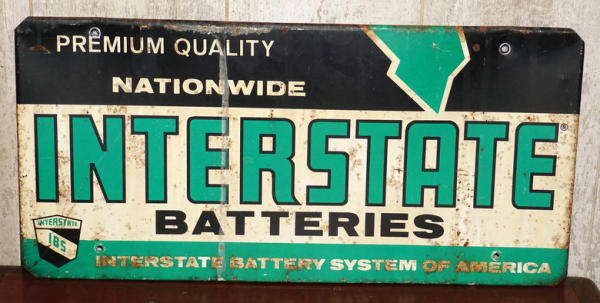 PREMIUM QUALITY
NATIONWIDE
INTERSTATE®
BATTERIES
INTERSTATE
IBS
INTERSTATE BATTERY SYSTEM OF AMERICA